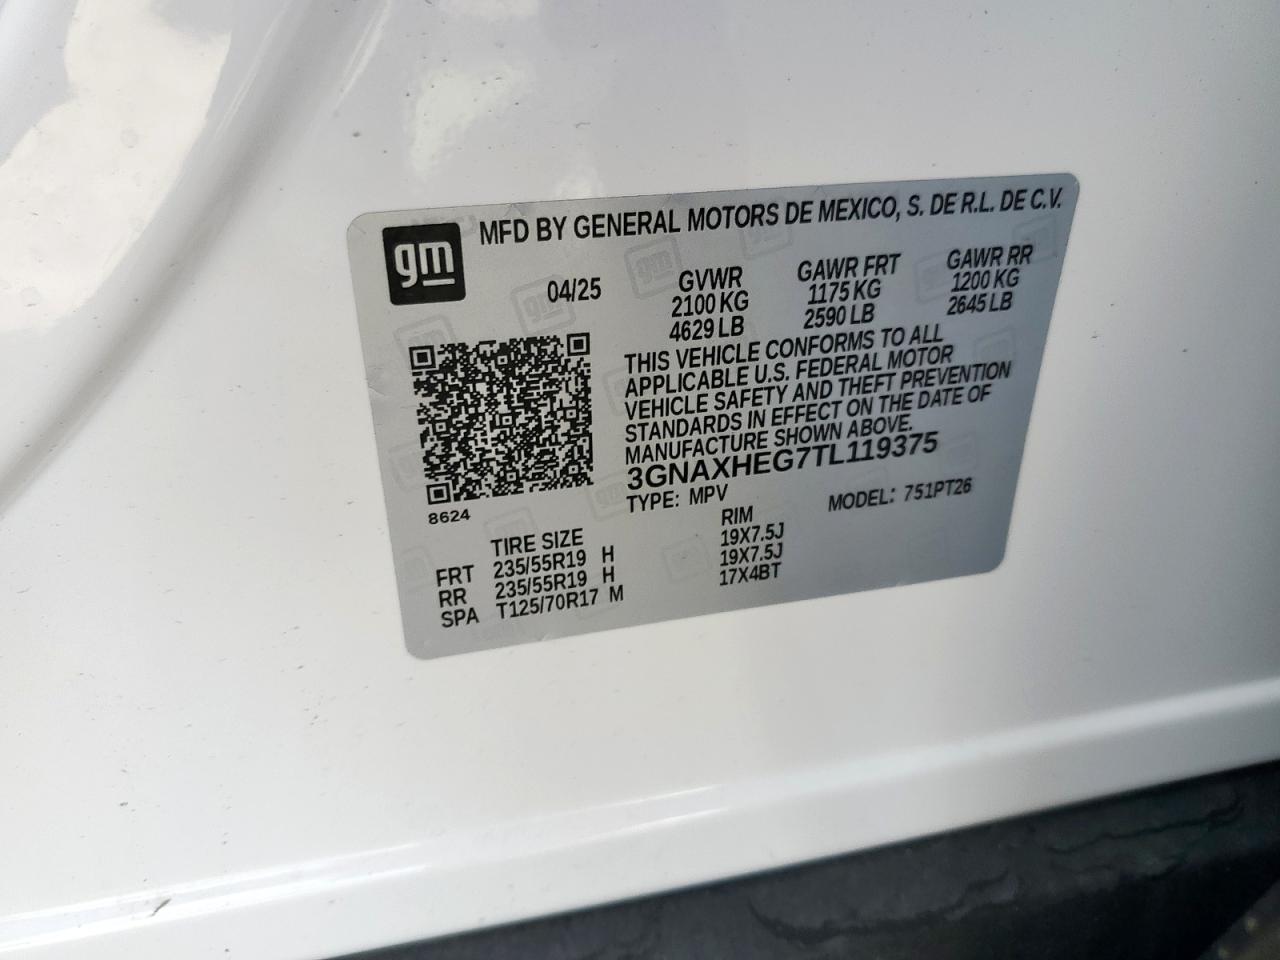 MFD BY GENERAL MOTORS DE MEXICO, S. DE R.L. DE C.V.
gm
04/25
GVWR GAWR FRT GAWR RR
2100 KG 1175 KG 1200 KG
4629 LB 2590 LB 2645 LB
THIS VEHICLE CONFORMS TO ALL
APPLICABLE U.S. FEDERAL MOTOR
VEHICLE SAFETY AND THEFT PREVENTION
STANDARDS IN EFFECT ON THE DATE OF
MANUFACTURE SHOWN ABOVE.
3GNAXHEG7TL119375
TYPE: MPV MODEL: 751PT26
8624
TIRE SIZE RIM
FRT 235/55R19 H 19X7.5J
RR 235/55R19 H 19X7.5J
SPA T125/70R17 M 17X4BT